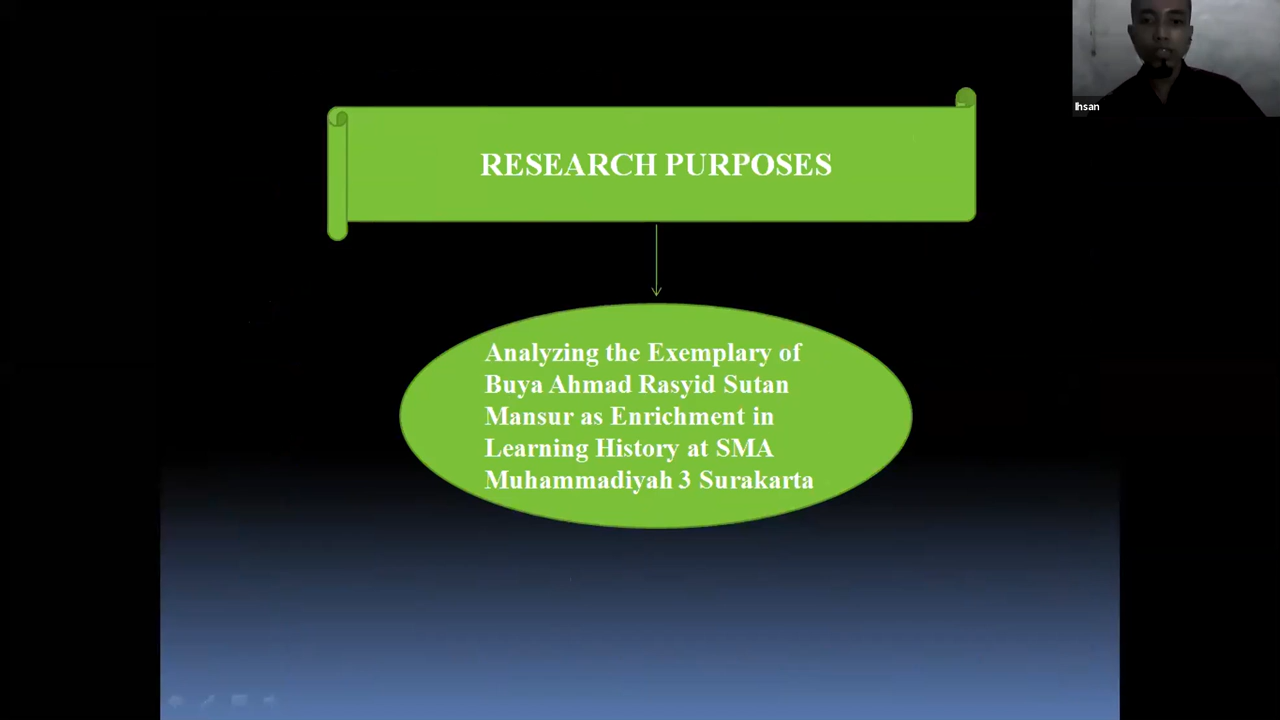 RESEARCH PURPOSES
Analyzing the Exemplary of
Buya Ahmad Rasyid Sutan
Mansur as Enrichment in
Learning History at SMA
Muhammadiyah 3 Surakarta
Ihsan